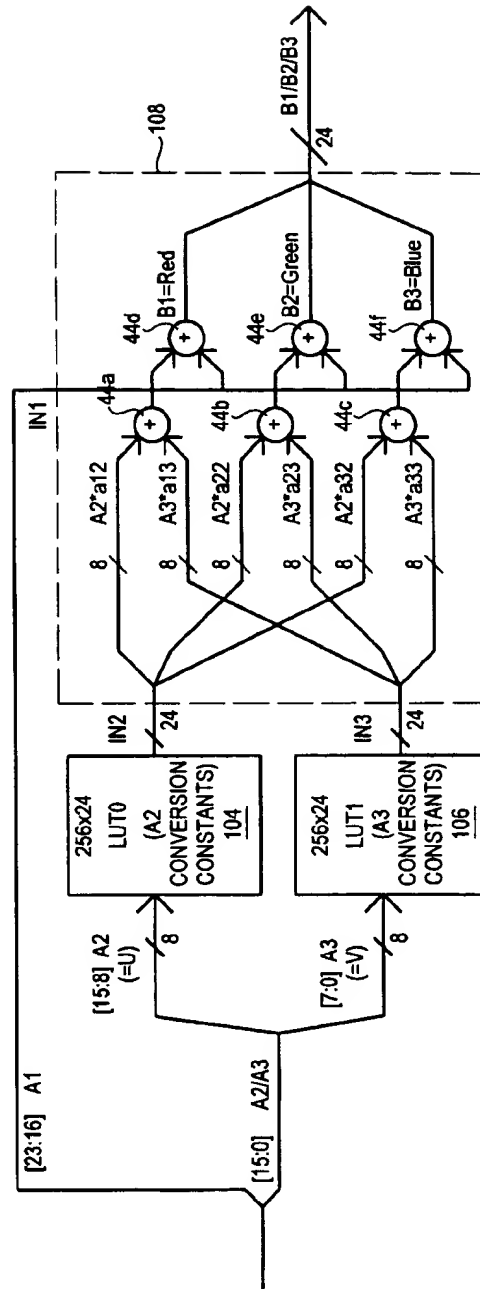 [23:16] A1
[15:0] A2/A3
[15:8] A2
(=U)
8
[7:0] A3
(=V)
8
256x24
LUT0
(A2
CONVERSION
CONSTANTS)
104
256x24
LUT1
(A3
CONVERSION
CONSTANTS)
106
IN2
24
IN3
24
IN1
108
8
A2*a12
8
A3*a13
8
A2*a22
8
A3*a23
8
A2*a32
8
A3*a33
44a
+
44b
+
44c
+
44d
+
44e
+
44f
+
B1=Red
B2=Green
B3=Blue
24
B1/B2/B3